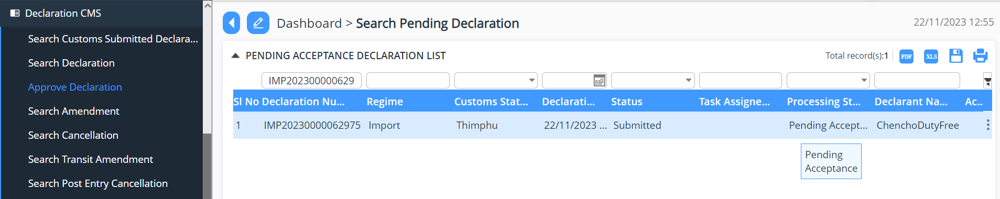 Declaration CMS
Search Customs Submitted Declara...
Search Declaration
Approve Declaration
Search Amendment
Search Cancellation
Search Transit Amendment
Search Post Entry Cancellation
Dashboard > Search Pending Declaration
22/11/2023 12:55
PENDING ACCEPTANCE DECLARATION LIST
Total record(s):1
PDF
XLS
IMP202300000629
Sl No Declaration Nu... Regime Customs Stat... Declarati... Status Task Assigne... Processing St... Declarant Na... Ac...
1 IMP20230000062975 Import Thimphu 22/11/2023 ... Submitted Pending Accept... ChenchoDutyFree
Pending
Acceptance